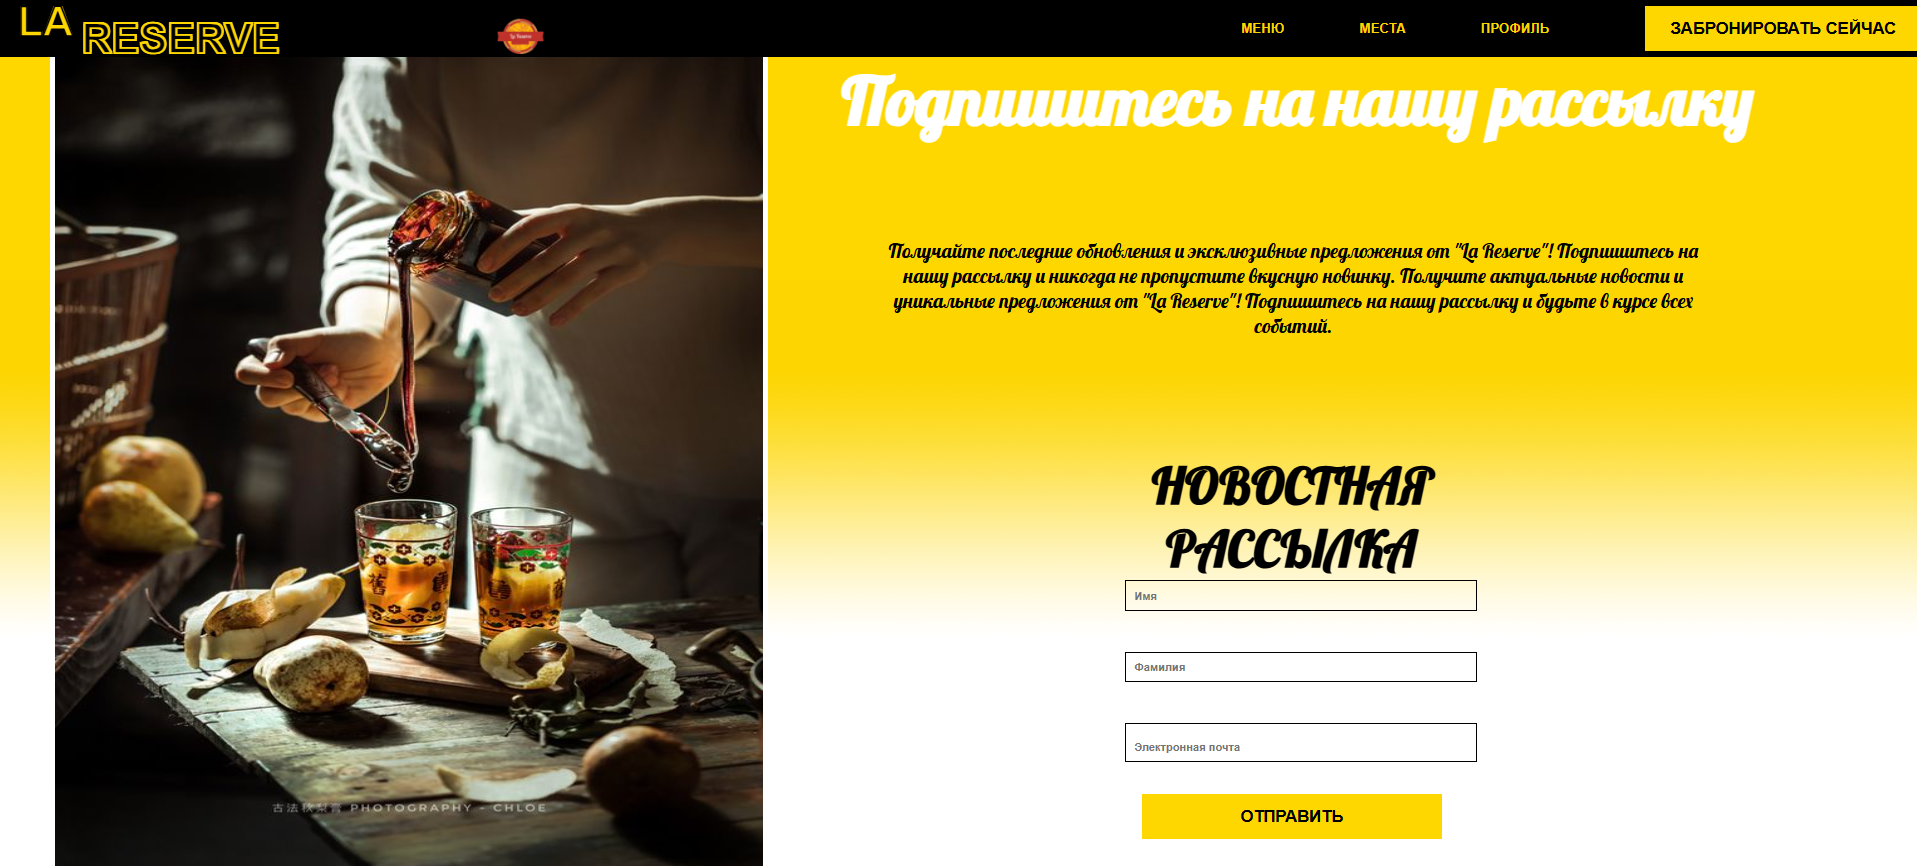 LA RESERVE
La Reserve
МЕНЮ
МЕСТА
ПРОФИЛЬ
ЗАБРОНИРОВАТЬ СЕЙЧАС
Подпишитесь на нашу рассылку
Получайте последние обновления и эксклюзивные предложения от "La Reserve"! Подпишитесь на
нашу рассылку и никогда не пропустите вкусную новинку. Получите актуальные новости и
уникальные предложения от "La Reserve"! Подпишитесь на нашу рассылку и будьте в курсе всех
событий.
НОВОСТНАЯ
РАССЫЛКА
Имя
Фамилия
Электронная почта
ОТПРАВИТЬ
古法秋梨膏 PHOTOGRAPHY - CHLOE